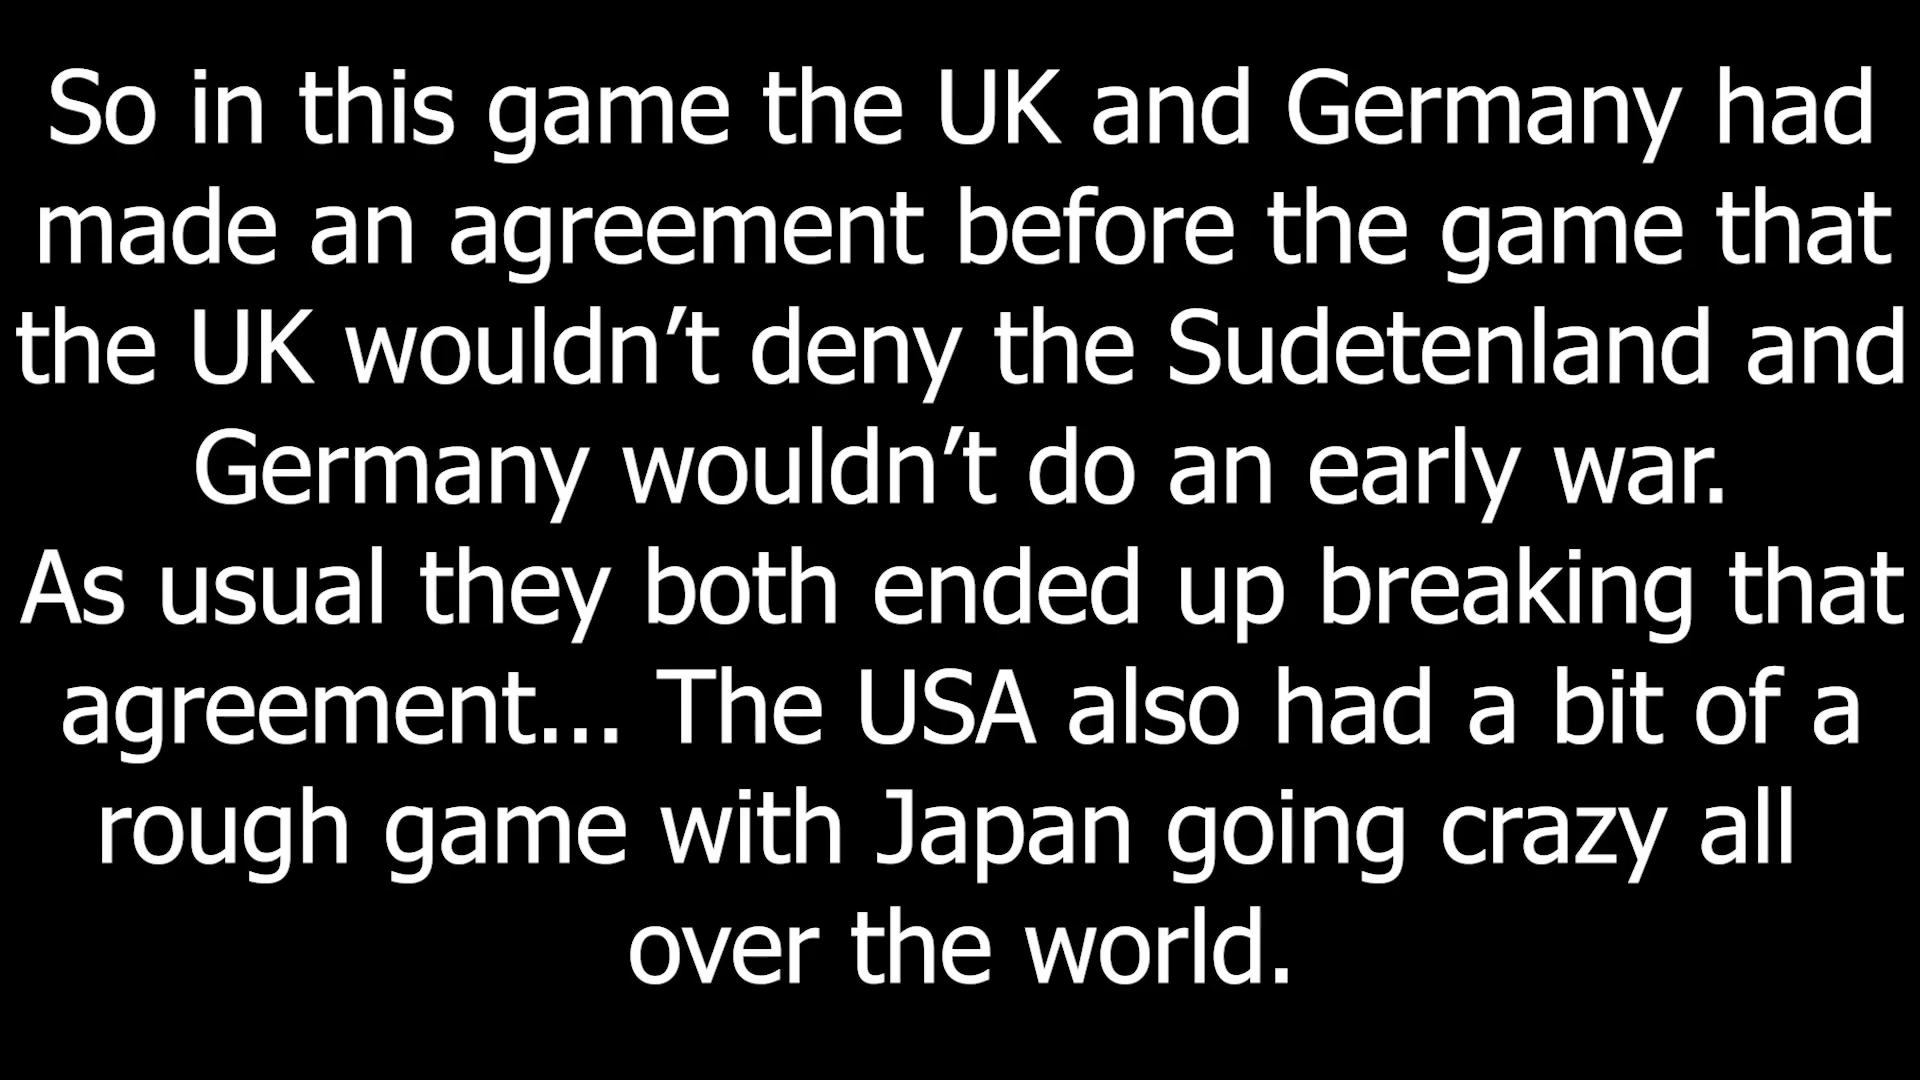 So in this game the UK and Germany had
made an agreement before the game that
the UK wouldn’t deny the Sudetenland and
Germany wouldn’t do an early war.
As usual they both ended up breaking that
agreement... The USA also had a bit of a
rough game with Japan going crazy all
over the world.